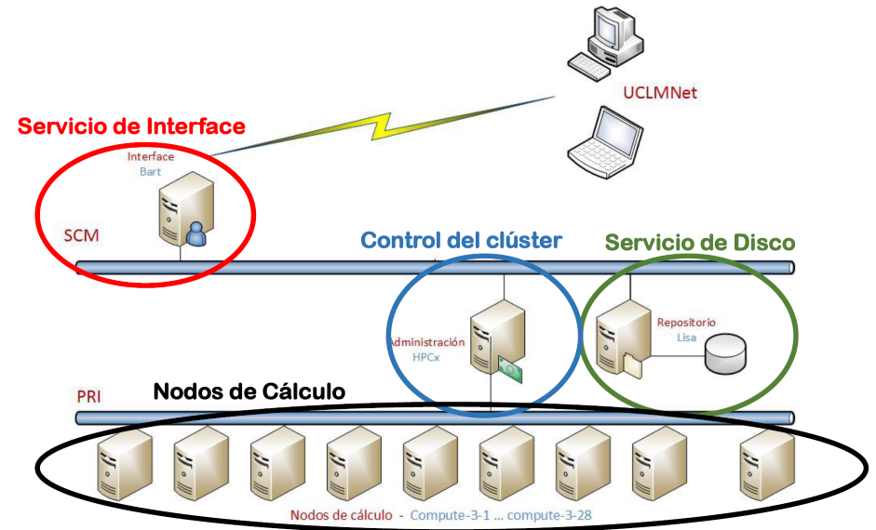 UCLMNet
Servicio de Interface
Interface
Bart
SCM
Control del clúster
Servicio de Disco
Administración
HPCx
Repositorio
Lisa
Nodos de Cálculo
PRI
Nodos de cálculo - Compute-3-1 ... compute-3-28